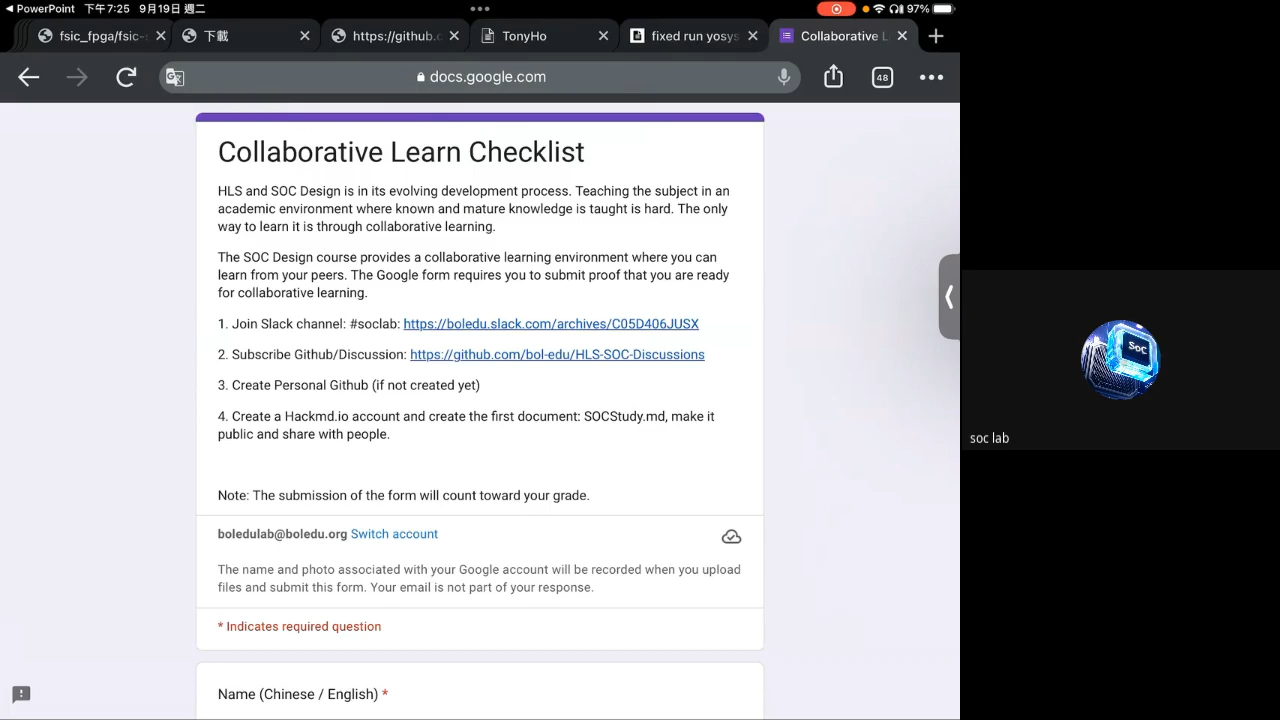 PowerPoint 下午7:25 9月19日 週二
97%
fsic_fpga/fsic-
下載
https://github.c
TonyHo
fixed run yosys
Collaborative L
docs.google.com
48
Collaborative Learn Checklist
HLS and SOC Design is in its evolving development process. Teaching the subject in an
academic environment where known and mature knowledge is taught is hard. The only
way to learn it is through collaborative learning.
The SOC Design course provides a collaborative learning environment where you can
learn from your peers. The Google form requires you to submit proof that you are ready
for collaborative learning.
1. Join Slack channel: #soclab: https://boledu.slack.com/archives/C05D406JUSX
2. Subscribe Github/Discussion: https://github.com/bol-edu/HLS-SOC-Discussions
3. Create Personal Github (if not created yet)
4. Create a Hackmd.io account and create the first document: SOCStudy.md, make it
public and share with people.
Note: The submission of the form will count toward your grade.
boledulab@boledu.org Switch account
The name and photo associated with your Google account will be recorded when you upload
files and submit this form. Your email is not part of your response.
* Indicates required question
Name (Chinese / English) *
SoC
soc lab